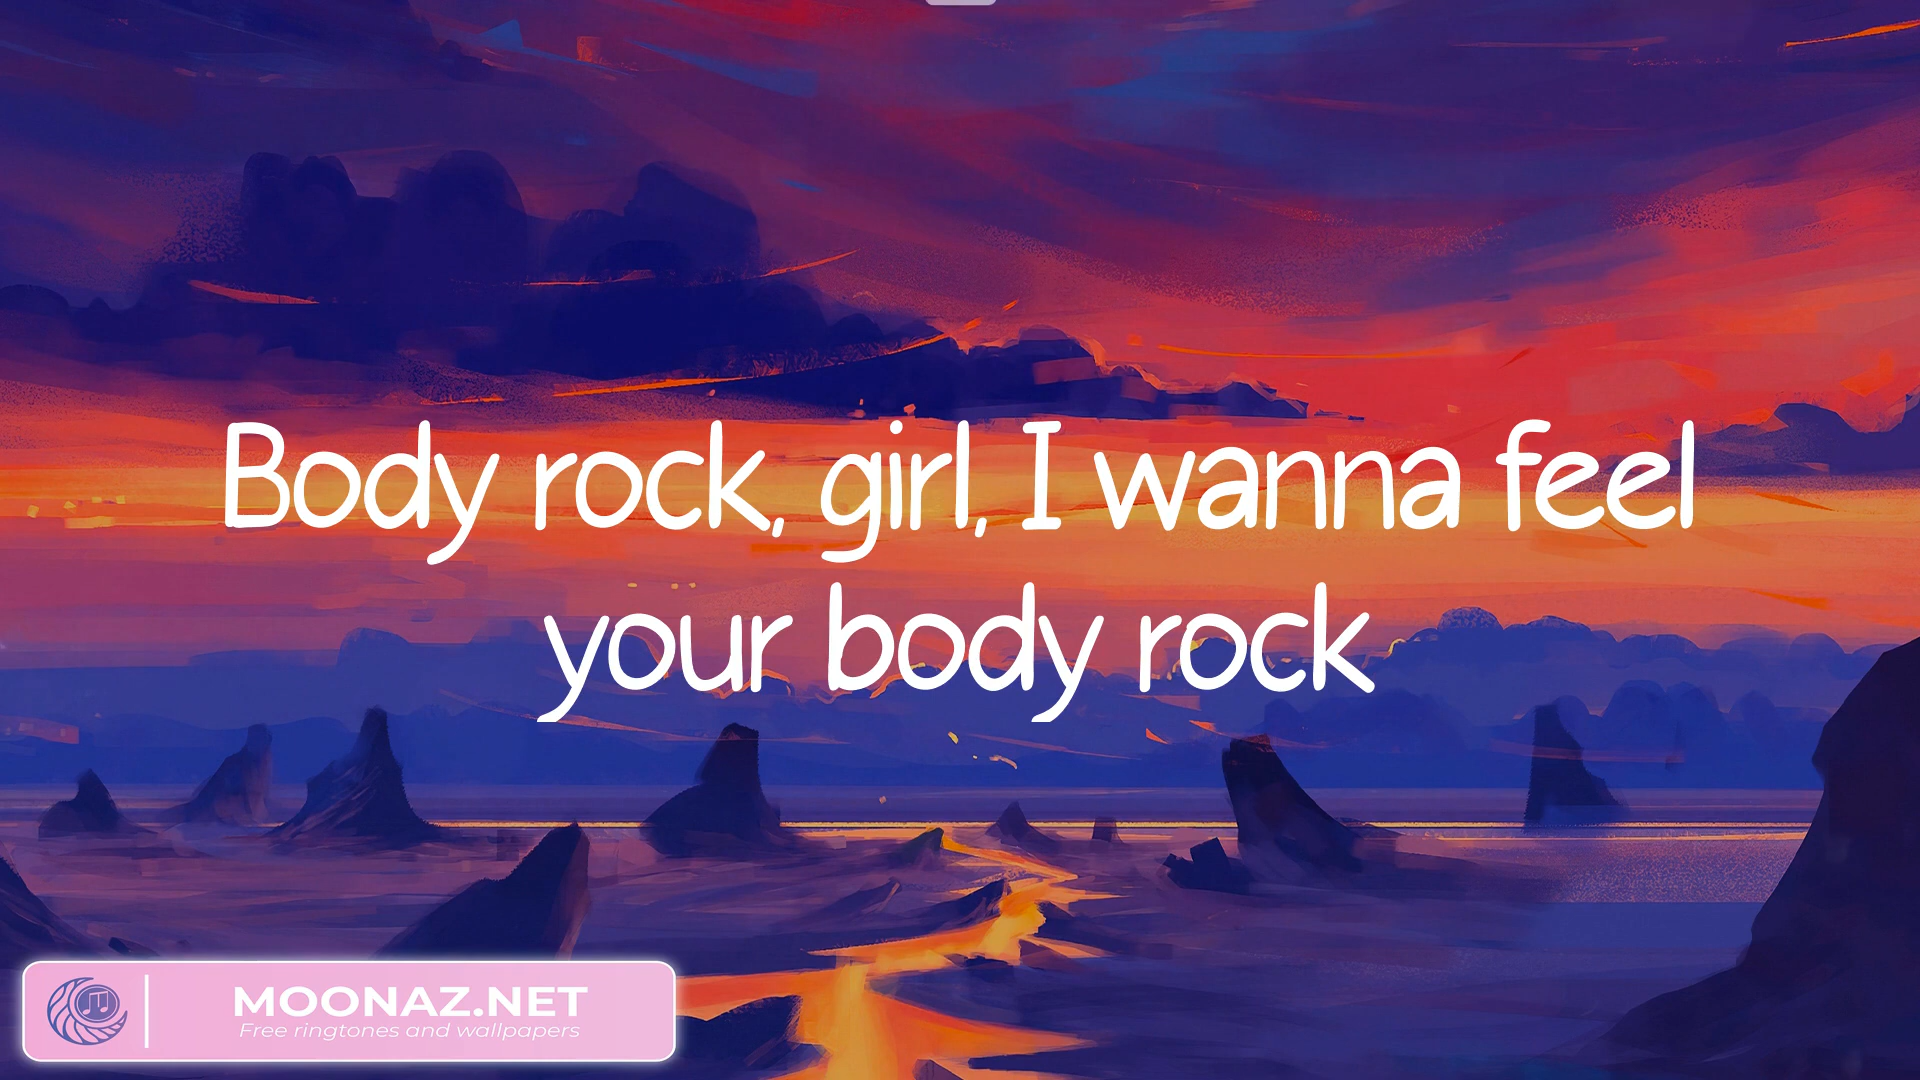 Body rock, girl, I wanna feel
your body rock
MOONAZ.NET
Free ringtones and wallpapers